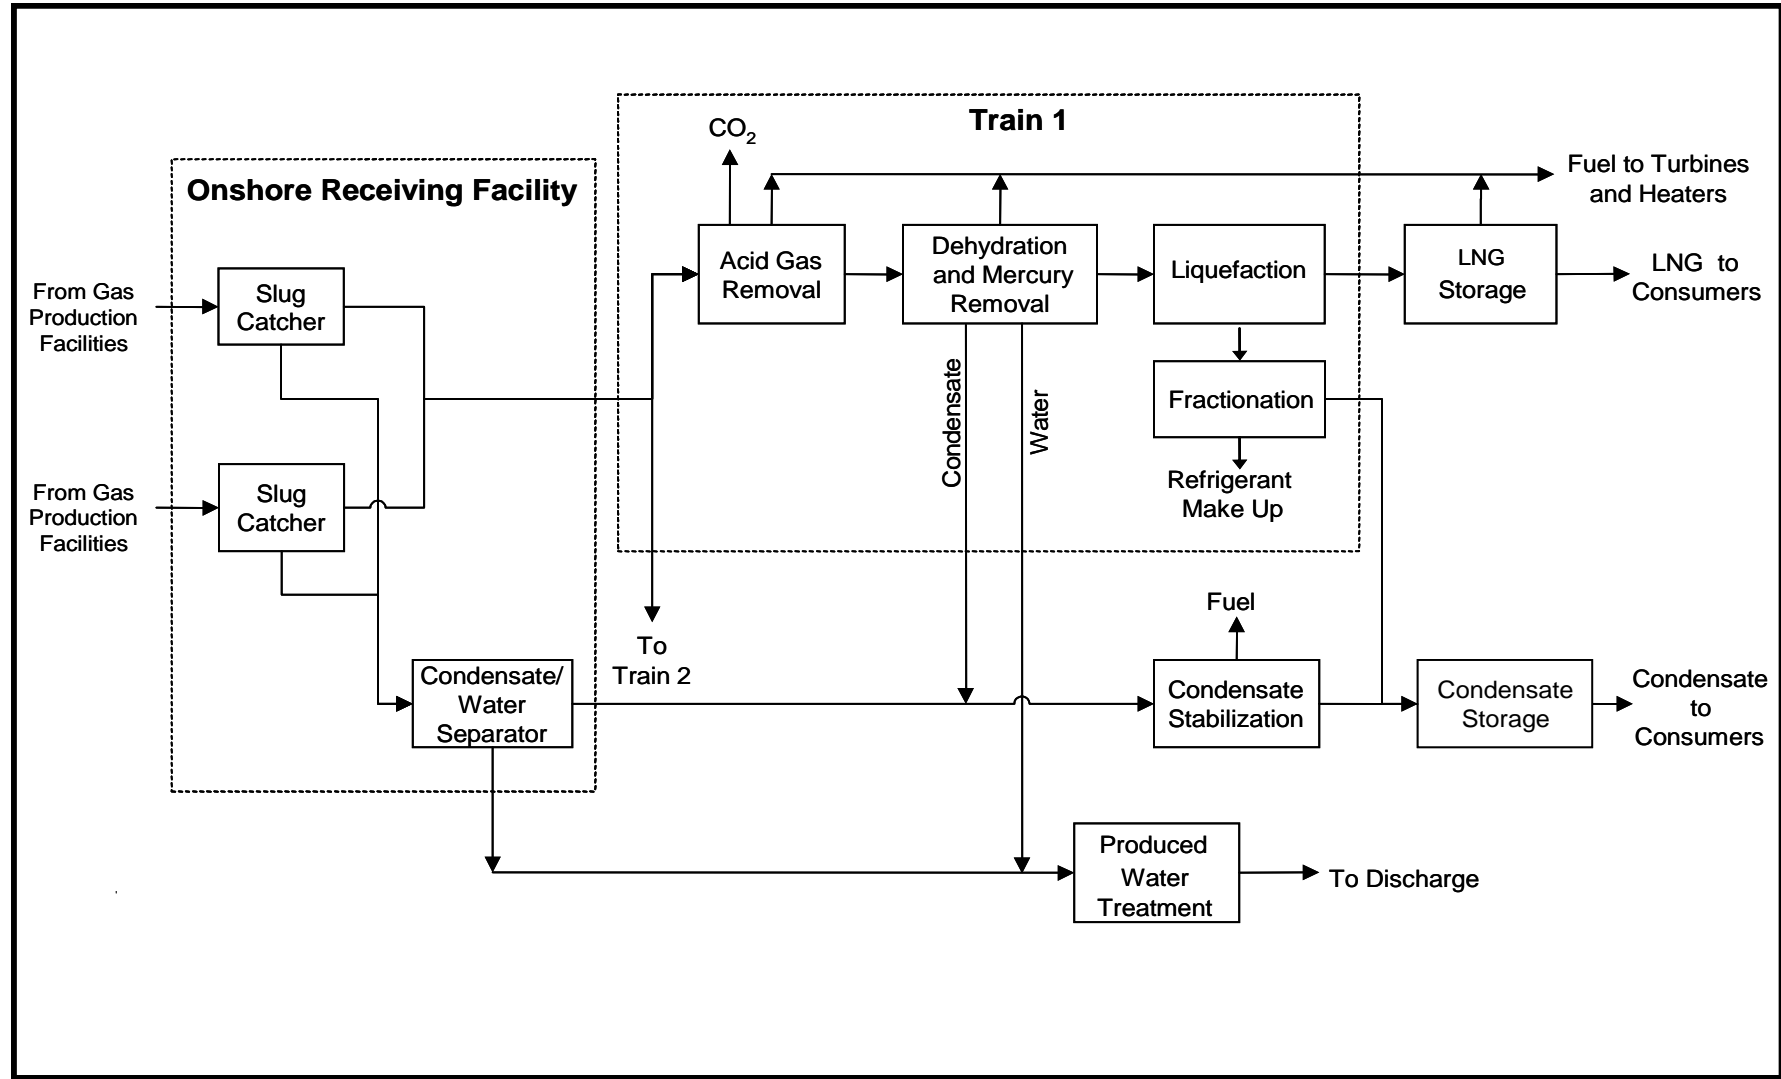 Train 1
CO2
Onshore Receiving Facility
Fuel to Turbines
and Heaters
Acid Gas
Removal
Dehydration
and Mercury
Removal
Liquefaction
LNG
Storage
LNG to
Consumers
From Gas
Production
Facilities
Slug
Catcher
Fractionation
Condensate
Water
Refrigerant
Make Up
From Gas
Production
Facilities
Slug
Catcher
To
Train 2
Fuel
Condensate/
Water
Separator
Condensate
Stabilization
Condensate
Storage
Condensate
to
Consumers
Produced
Water
Treatment
To Discharge